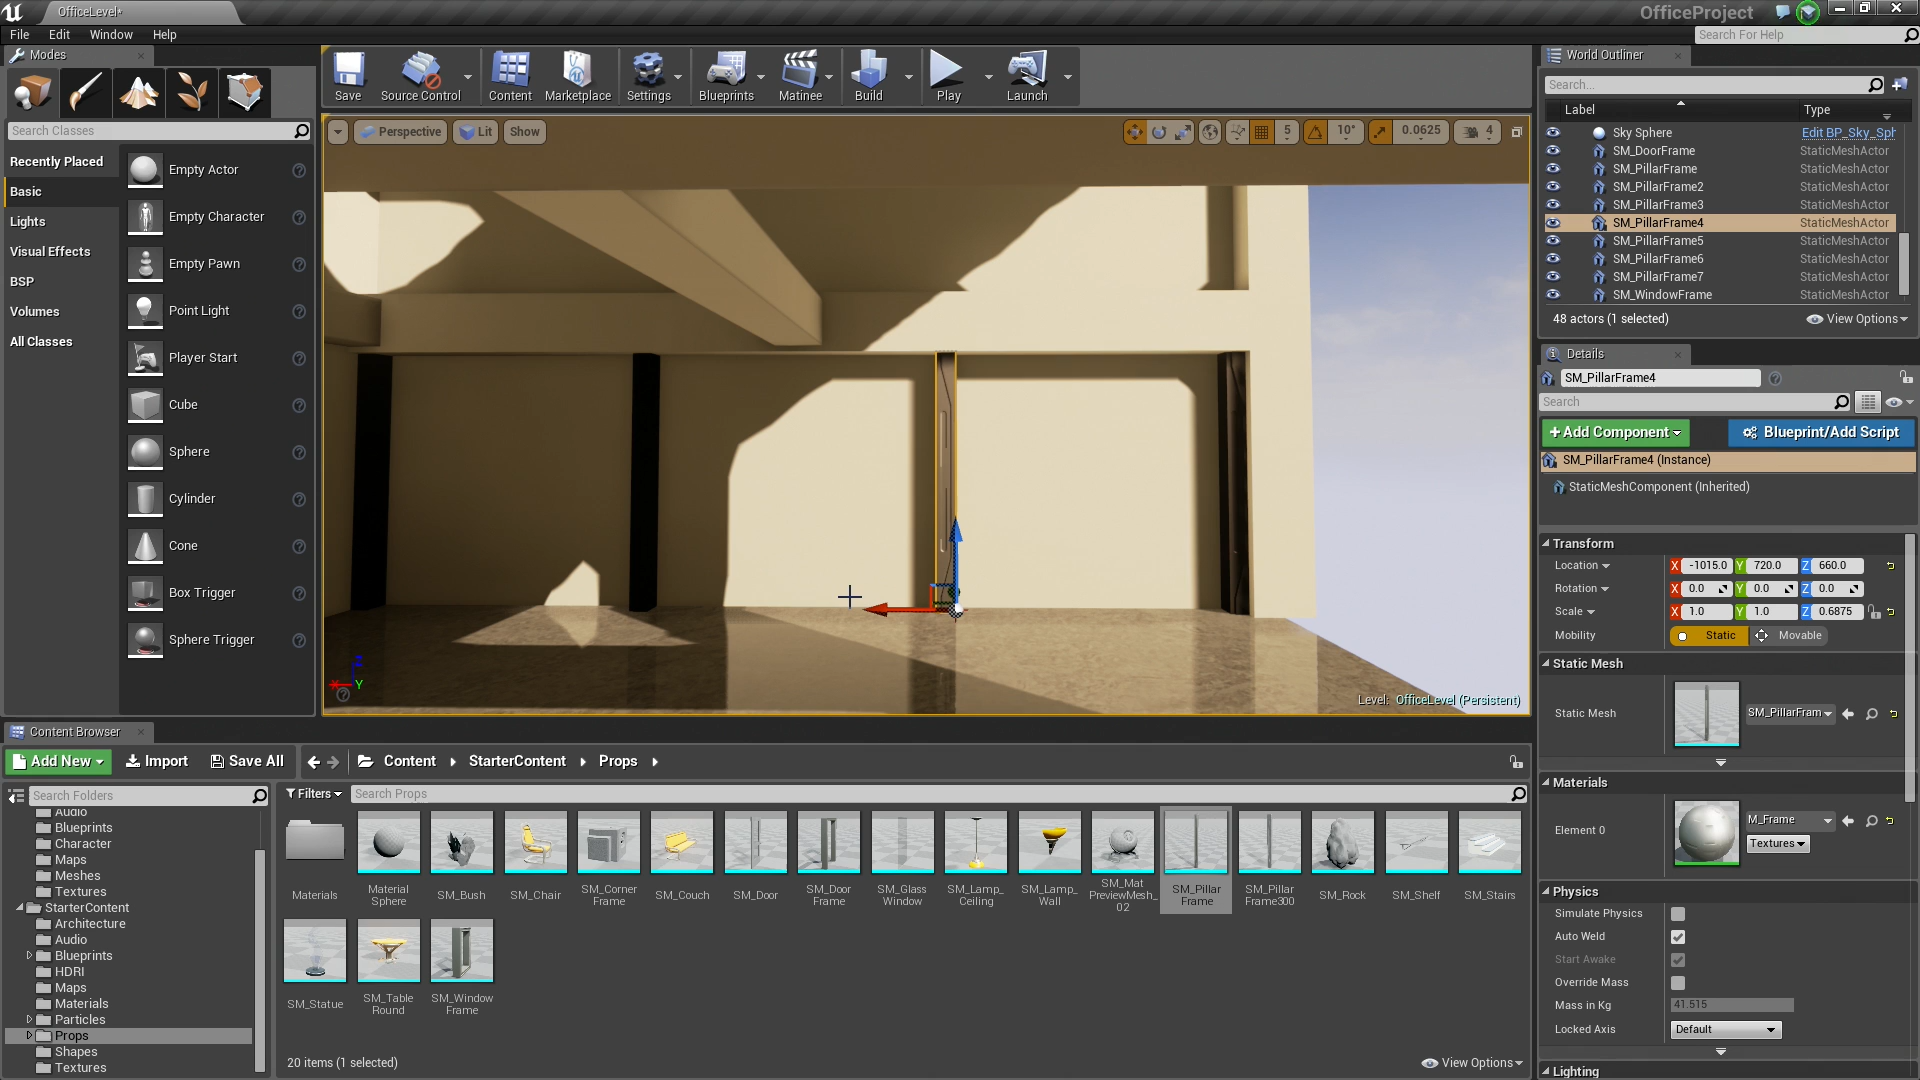 OfficeLevel*
OfficeProject
File Edit Window Help
Search For Help
Modes
Search Classes
Recently Placed
Basic
Lights
Visual Effects
BSP
Volumes
All Classes
Empty Actor
Empty Character
Empty Pawn
Point Light
Player Start
Cube
Sphere
Cylinder
Cone
Box Trigger
Sphere Trigger
Save Source Control Content Marketplace Settings Blueprints Matinee Build Play Launch
Perspective Lit Show 5 10° 0.0625 4
Z
X Y
Level: OfficeLevel (Persistent)
World Outliner
Search...
Label Type
Sky Sphere Edit BP_Sky_Sph
SM_DoorFrame StaticMeshActor
SM_PillarFrame StaticMeshActor
SM_PillarFrame2 StaticMeshActor
SM_PillarFrame3 StaticMeshActor
SM_PillarFrame4 StaticMeshActor
SM_PillarFrame5 StaticMeshActor
SM_PillarFrame6 StaticMeshActor
SM_PillarFrame7 StaticMeshActor
SM_WindowFrame StaticMeshActor
48 actors (1 selected) View Options
Details
SM_PillarFrame4
Search
+Add Component Blueprint/Add Script
SM_PillarFrame4 (Instance)
StaticMeshComponent (Inherited)
Transform
Location X -1015.0 Y 720.0 Z 660.0
Rotation X 0.0 Y 0.0 Z 0.0
Scale X 1.0 Y 1.0 Z 0.6875
Mobility Static Movable
Static Mesh
Static Mesh SM_PillarFram
Materials
Element 0 M_Frame
Textures
Physics
Simulate Physics
Auto Weld
Start Awake
Override Mass
Mass in Kg 41.515
Locked Axis Default
Lighting
Content Browser
Add New Import Save All Content StarterContent Props
Search Folders
Audio
Blueprints
Character
Maps
Meshes
Textures
StarterContent
Architecture
Audio
Blueprints
HDRI
Maps
Materials
Particles
Props
Shapes
Textures
Filters Search Props
Materials
Material
Sphere
SM_Bush
SM_Chair
SM_Corner
Frame
SM_Couch
SM_Door
SM_Door
Frame
SM_Glass
Window
SM_Lamp_
Ceiling
SM_Lamp_
Wall
SM_Mat
PreviewMesh_
02
SM_Pillar
Frame
SM_Pillar
Frame300
SM_Rock
SM_Shelf
SM_Stairs
SM_Statue
SM_Table
Round
SM_Window
Frame
20 items (1 selected) View Options